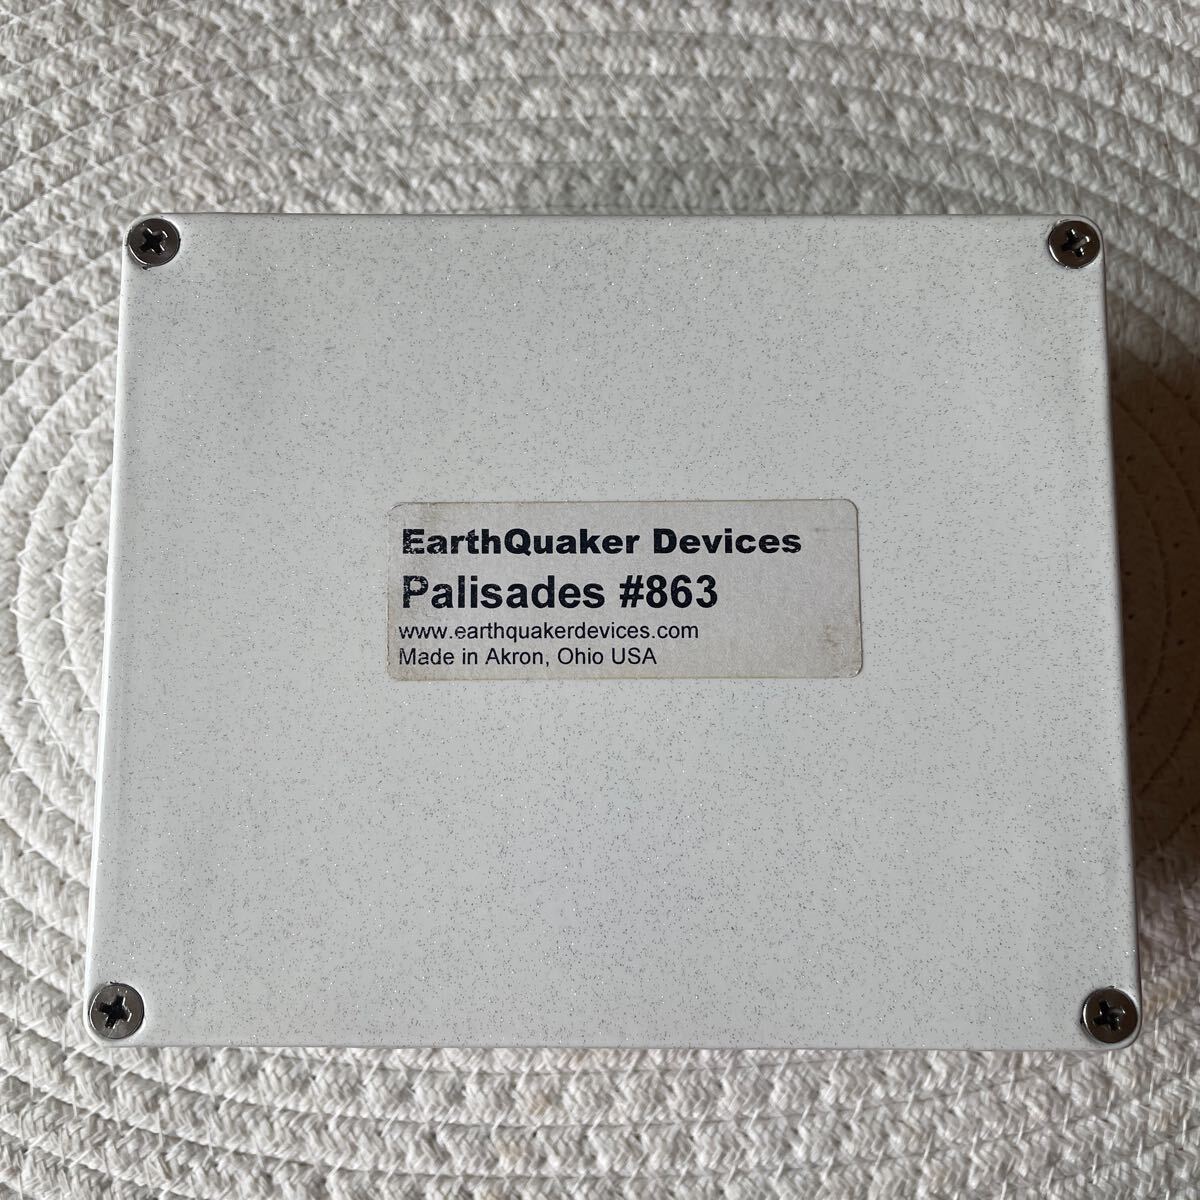 EarthQuaker Devices
Palisades #863
www.earthquakerdevices.com
Made in Akron, Ohio USA